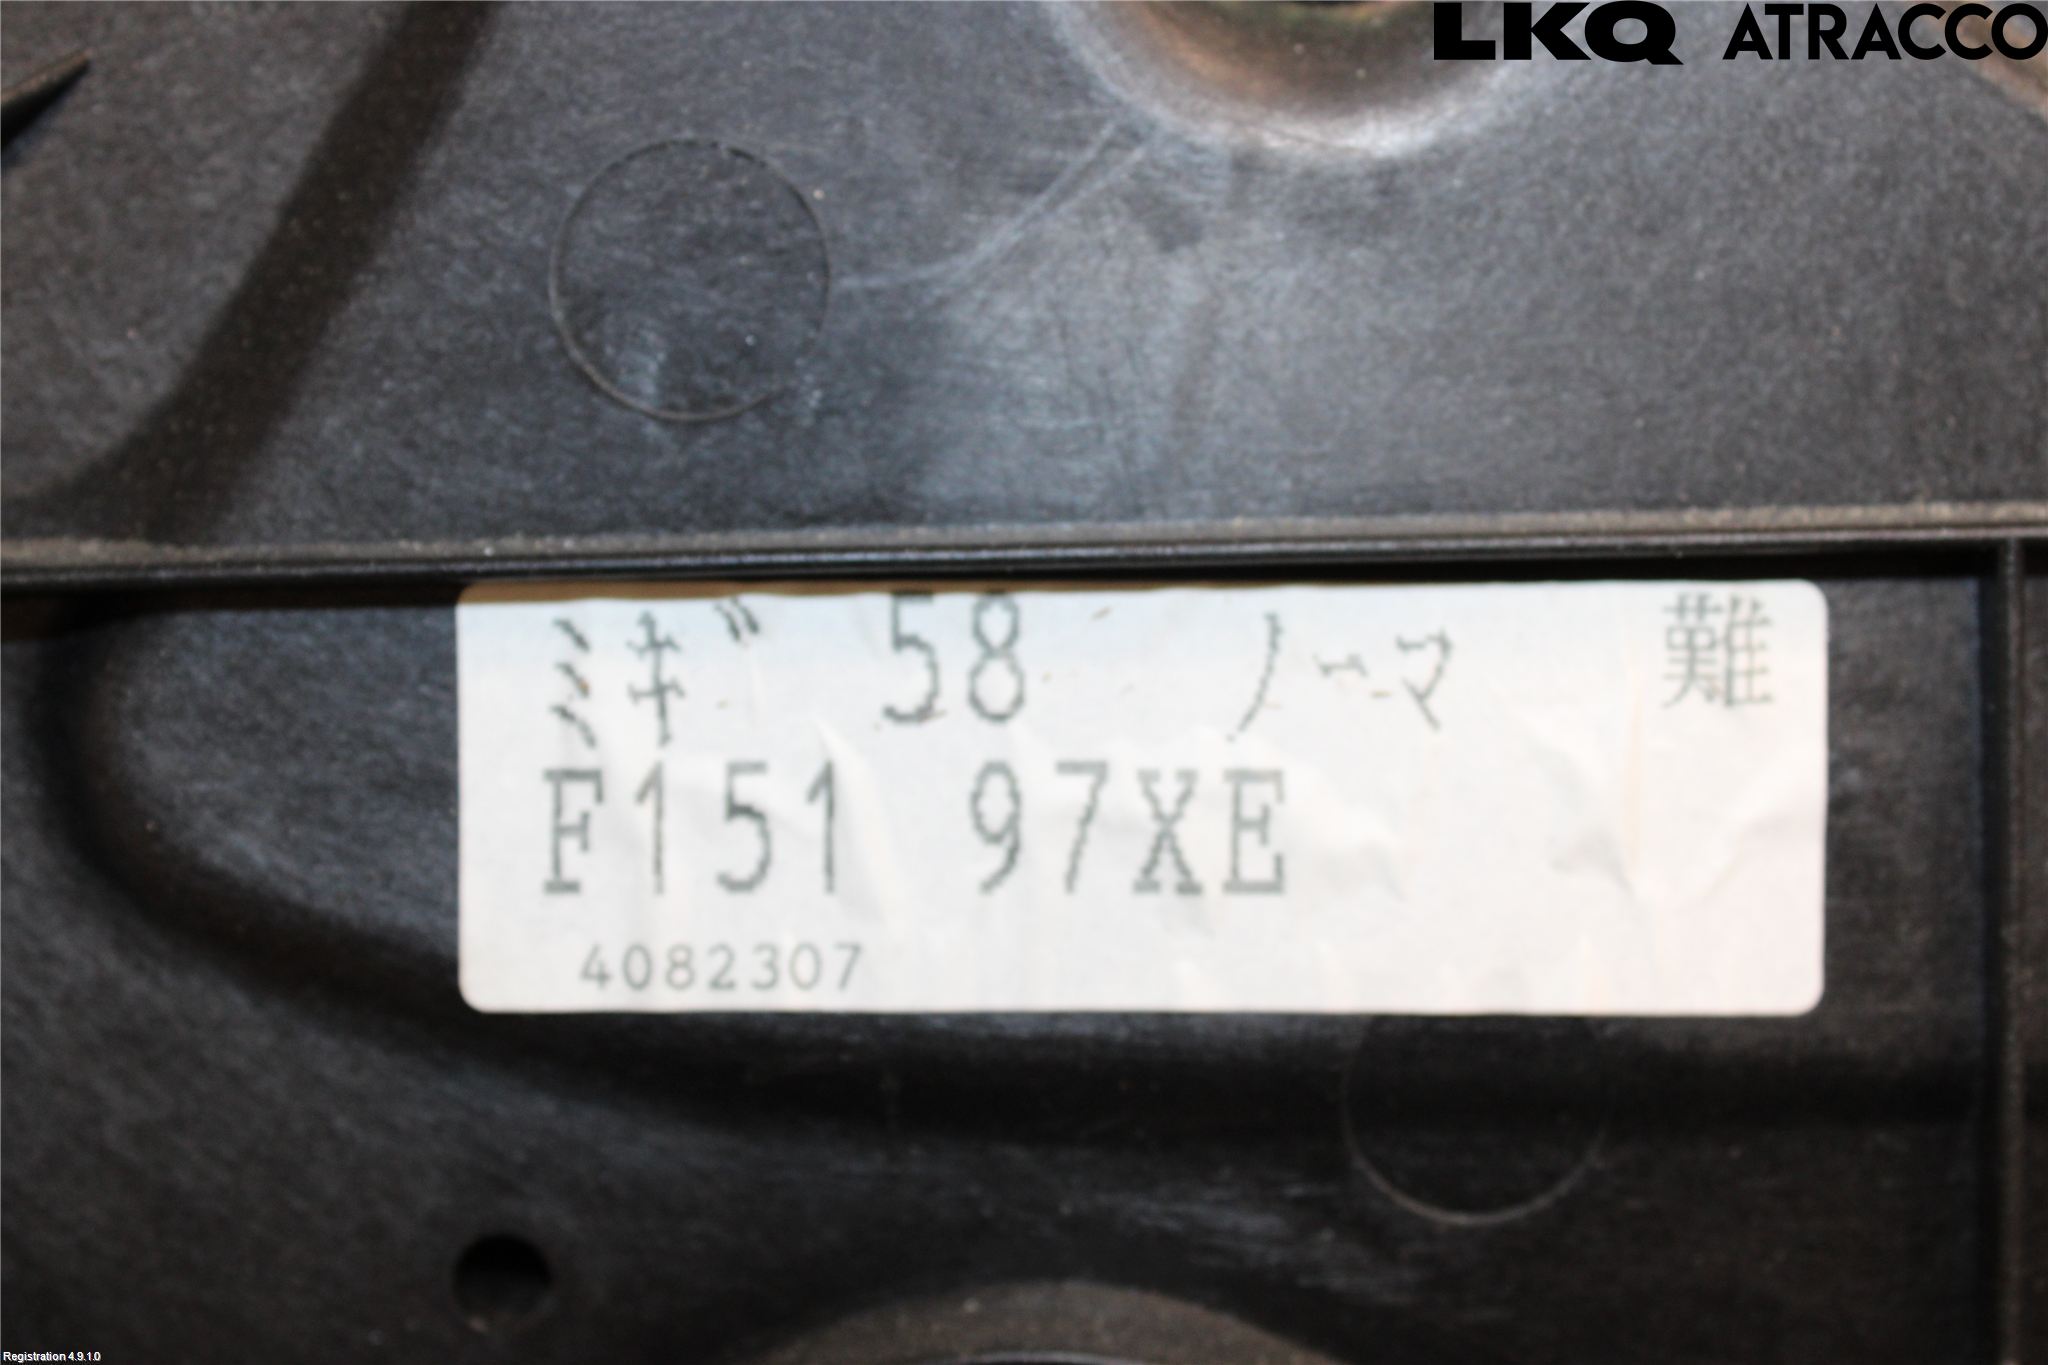 LKQ ATRACCO
ミギ 58 ノーマ 難
F151 97XE
4082307
Registration 4.9.1.0